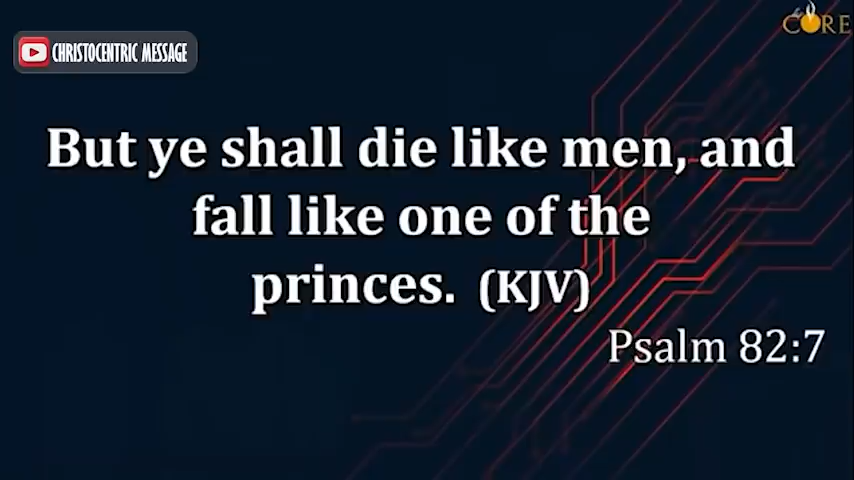 CORE
CHRISTOCENTRIC MESSAGE
But ye shall die like men, and
fall like one of the
princes. (KJV)
Psalm 82:7